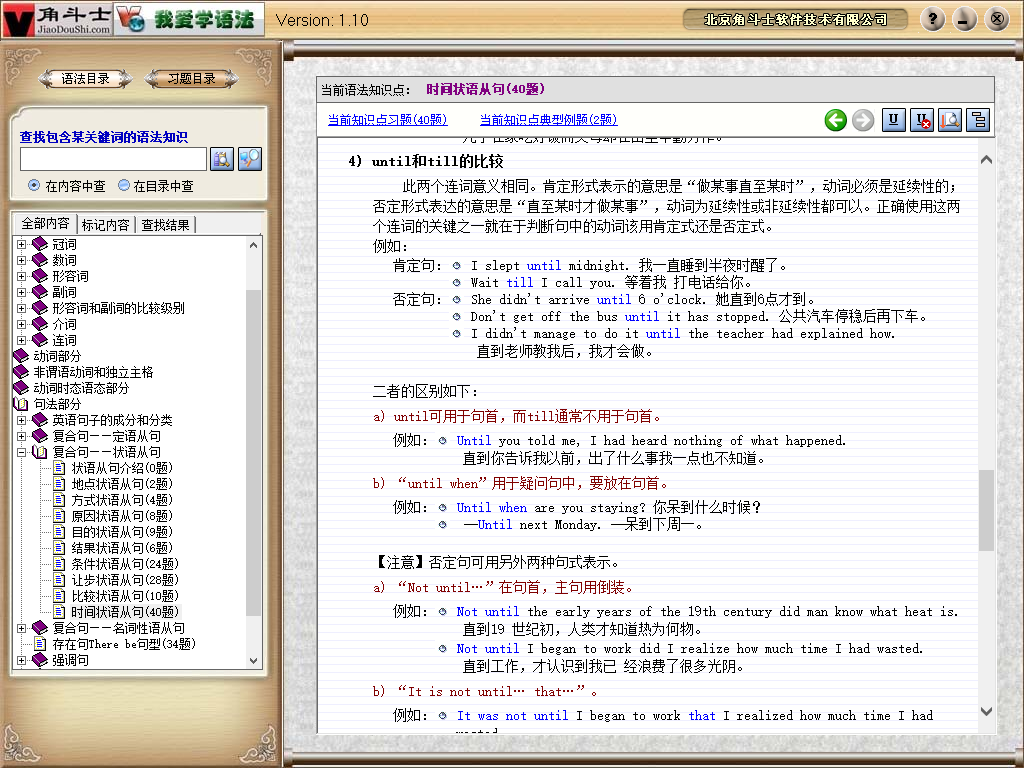 角斗士
JiaoDouShi.com
我爱学语法
Version: 1.10
北京角斗士软件技术有限公司
语法目录
习题目录
查找包含某关键词的语法知识
在内容中查
在目录中查
全部内容
标记内容
查找结果
冠词
数词
形容词
副词
形容词和副词的比较级别
介词
连词
动词部分
非谓语动词和独立主格
动词时态语态部分
句法部分
英语句子的成分和分类
复合句——定语从句
复合句——状语从句
状语从句介绍(0题)
地点状语从句(2题)
方式状语从句(4题)
原因状语从句(8题)
目的状语从句(9题)
结果状语从句(6题)
条件状语从句(24题)
让步状语从句(28题)
比较状语从句(10题)
时间状语从句(40题)
复合句——名词性语从句
存在句There be句型(34题)
强调句
当前语法知识点： 时间状语从句(40题)
当前知识点习题(40题)
当前知识点典型例题(2题)
4) until和till的比较
此两个连词意义相同。肯定形式表示的意思是“做某事直至某时”，动词必须是延续性的；
否定形式表达的意思是“直至某时才做某事”，动词为延续性或非延续性都可以。正确使用这两
个连词的关键之一就在于判断句中的动词该用肯定式还是否定式。
例如：
肯定句： I slept until midnight. 我一直睡到半夜时醒了。
Wait till I call you. 等着我 打电话给你。
否定句： She didn't arrive until 6 o'clock. 她直到6点才到。
Don't get off the bus until it has stopped. 公共汽车停稳后再下车。
I didn't manage to do it until the teacher had explained how.
直到老师教我后，我才会做。
二者的区别如下：
a) until可用于句首，而till通常不用于句首。
例如： Until you told me, I had heard nothing of what happened.
直到你告诉我以前，出了什么事我一点也不知道。
b) “until when”用于疑问句中，要放在句首。
例如： Until when are you staying? 你呆到什么时候？
—Until next Monday. —呆到下周一。
【注意】否定句可用另外两种句式表示。
a) “Not until…”在句首，主句用倒装。
例如： Not until the early years of the 19th century did man know what heat is.
直到19 世纪初，人类才知道热为何物。
Not until I began to work did I realize how much time I had wasted.
直到工作，才认识到我已 经浪费了很多光阴。
b) “It is not until… that…”。
例如： It was not until I began to work that I realized how much time I had